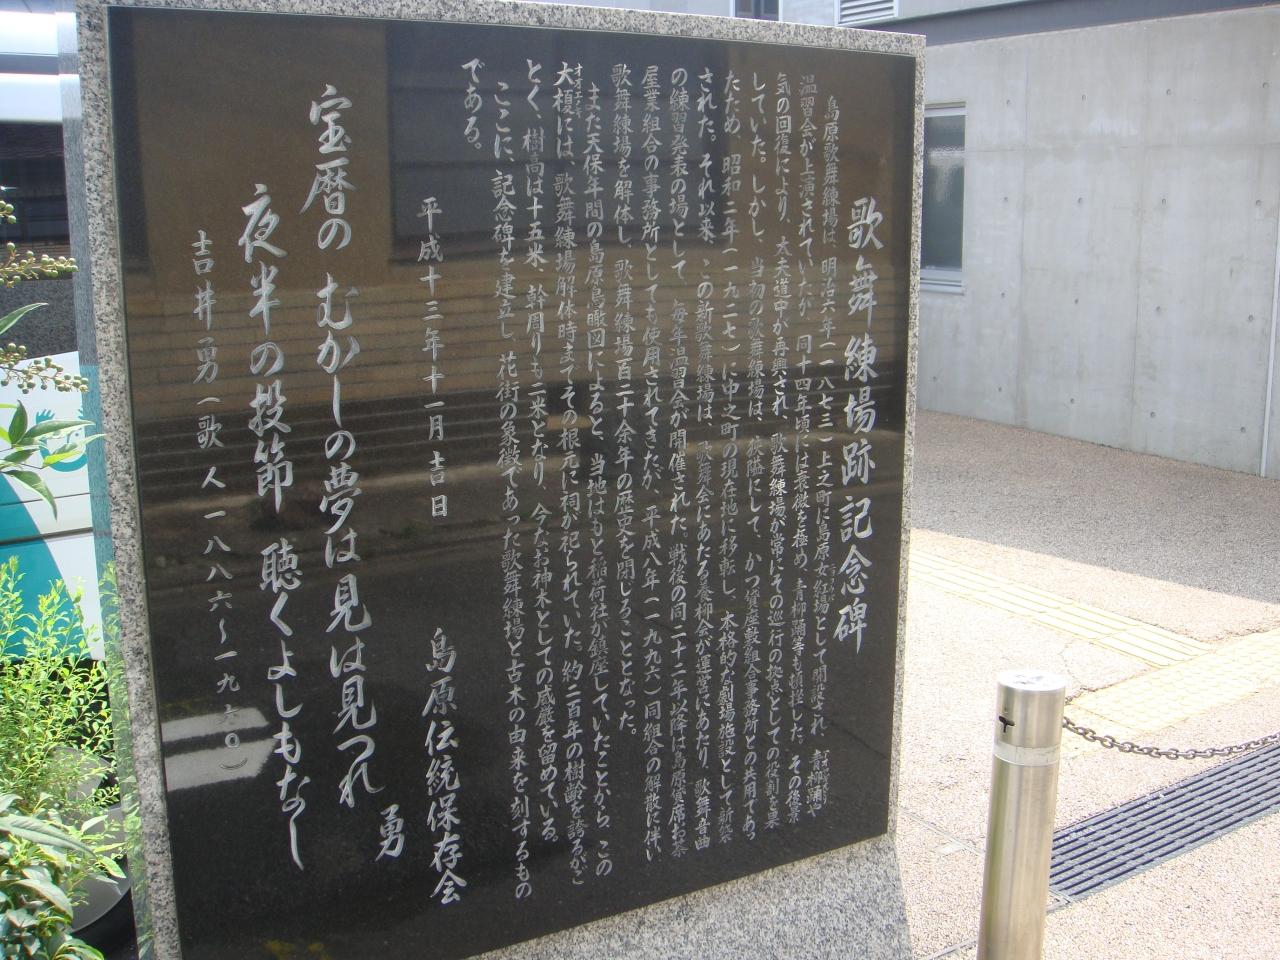 歌舞練場跡記念碑
島原歌舞練場は、明治六年（一八七三）上之町に島原女紅場として開設され、青柳踊や
温習会が上演されていたが、同十四年頃には衰微を極め、青柳踊等も頓挫した。その後景
気の回復により、太夫道中が再興され、歌舞練場が常にその巡行の拠点としての役割を果
していた。しかし、当初の歌舞練場は、狭隘にして、かつ貸座敷組合事務所との共用であっ
たため、昭和二年（一九二七）に中之町の現在地に移転し、本格的な劇場施設として新築
された。それ以来、この新歌舞練場は、歌舞会にあたる養柳会が運営にあたり、歌舞音曲
の練習発表の場として、毎年温習会が開催された。戦後の同二十二年以降は島原貸席お茶
屋業組合の事務所としても使用されてきたが、平成八年（一九九六）同組合の解散に伴い、
歌舞練場を解体し、歌舞練場百二十余年の歴史を閉じることとなった。
また天保年間の島原鳥瞰図によると、当地はもと稲荷社が鎮座していたことから、この
大榎には、歌舞練場解体時までその根元に祠が祀られていた。約二百年の樹齢を誇るがご
とく、樹高は十五米、幹周りも二米となり、今なお神木としての威厳を留めている。
ここに、記念碑を建立し、花街の象徴であった歌舞練場と古木の由来を刻するもの
である。
平成十三年十一月吉日
島原伝統保存会
宝暦の むかしの夢は見は見つれ
夜半の投節 聴くよしもなし
勇
吉井勇（歌人 一八八六～一九六〇）